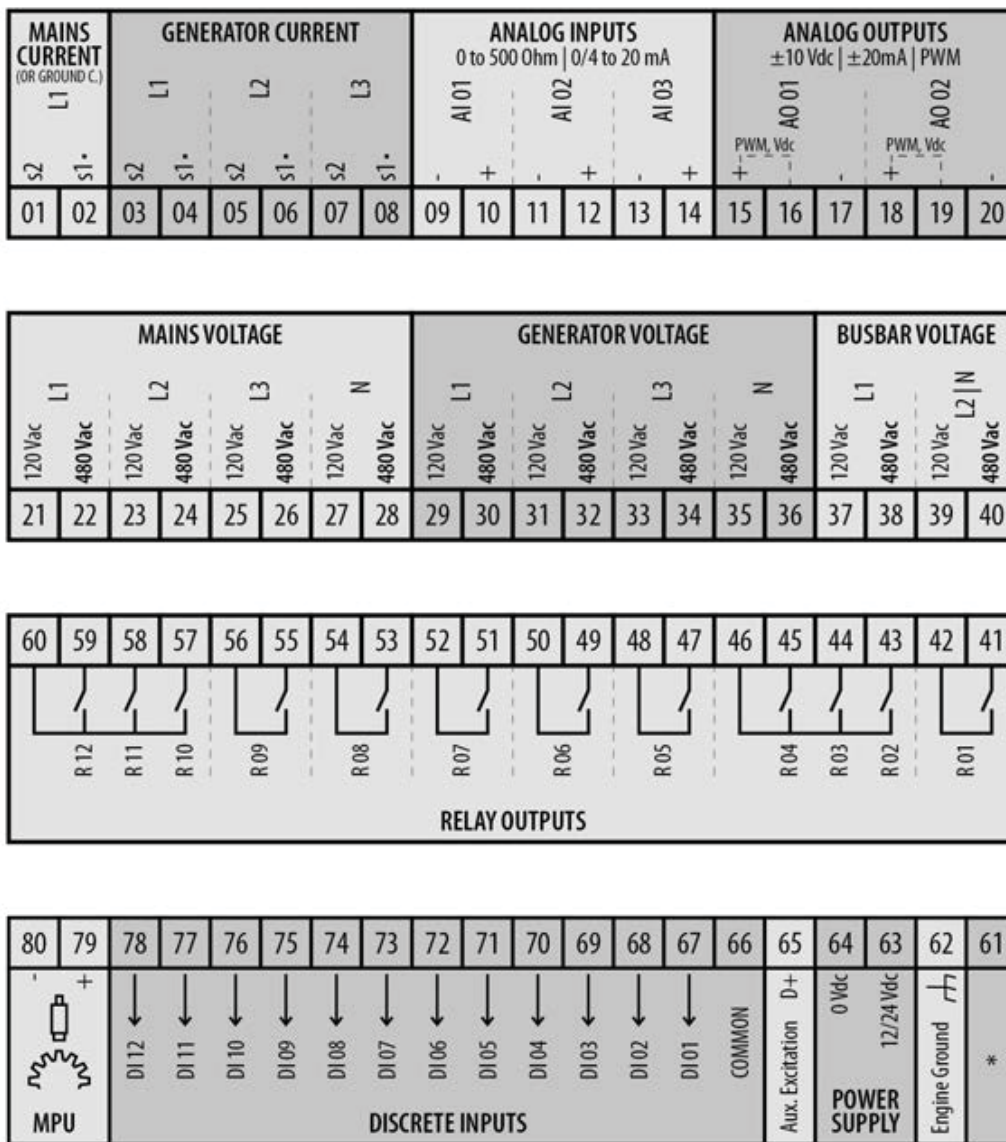 MAINS CURRENT
(OR GROUND C.)
L1
s2 s1•
GENERATOR CURRENT
L1 L2 L3
s2 s1• s2 s1• s2 s1•
ANALOG INPUTS
0 to 500 Ohm | 0/4 to 20 mA
AI 01 AI 02 AI 03
- + - + - +
ANALOG OUTPUTS
±10 Vdc | ±20mA | PWM
AO 01 AO 02
PWM, Vdc PWM, Vdc
+ - + -
01 02 03 04 05 06 07 08 09 10 11 12 13 14 15 16 17 18 19 20
MAINS VOLTAGE
L1 L2 L3 N
120 Vac 480 Vac 120 Vac 480 Vac 120 Vac 480 Vac 120 Vac 480 Vac
GENERATOR VOLTAGE
L1 L2 L3 N
120 Vac 480 Vac 120 Vac 480 Vac 120 Vac 480 Vac 120 Vac 480 Vac
BUSBAR VOLTAGE
L1 L2 | N
120 Vac 480 Vac 120 Vac 480 Vac
21 22 23 24 25 26 27 28 29 30 31 32 33 34 35 36 37 38 39 40
60 59 58 57 56 55 54 53 52 51 50 49 48 47 46 45 44 43 42 41
R 12 R 11 R 10 R 09 R 08 R 07 R 06 R 05 R 04 R 03 R 02 R 01
RELAY OUTPUTS
80 79 78 77 76 75 74 73 72 71 70 69 68 67 66 65 64 63 62 61
- +
MPU
DI 12 DI 11 DI 10 DI 09 DI 08 DI 07 DI 06 DI 05 DI 04 DI 03 DI 02 DI 01 COMMON
DISCRETE INPUTS
Aux. Excitation D+
0 Vdc 12/24 Vdc
POWER SUPPLY
Engine Ground
*